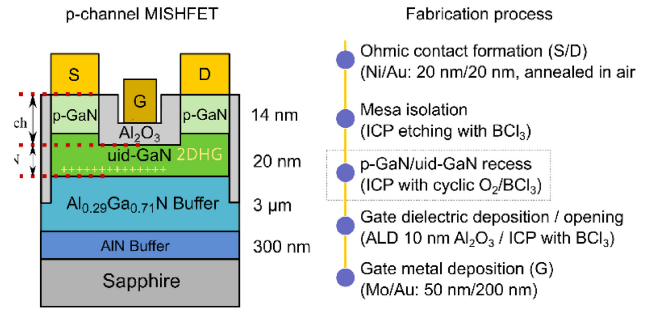 p-channel MISHFET
Fabrication process
S
D
G
p-GaN
p-GaN
14 nm
ch
Al₂O₃
uid-GaN 2DHG
20 nm
+++++++++++++++
Al₀.₂₉Ga₀.₇₁N Buffer
3 µm
AlN Buffer
300 nm
Sapphire
Ohmic contact formation (S/D)
(Ni/Au: 20 nm/20 nm, annealed in air
Mesa isolation
(ICP etching with BCl₃)
p-GaN/uid-GaN recess
(ICP with cyclic O₂/BCl₃)
Gate dielectric deposition / opening
(ALD 10 nm Al₂O₃ / ICP with BCl₃)
Gate metal deposition (G)
(Mo/Au: 50 nm/200 nm)